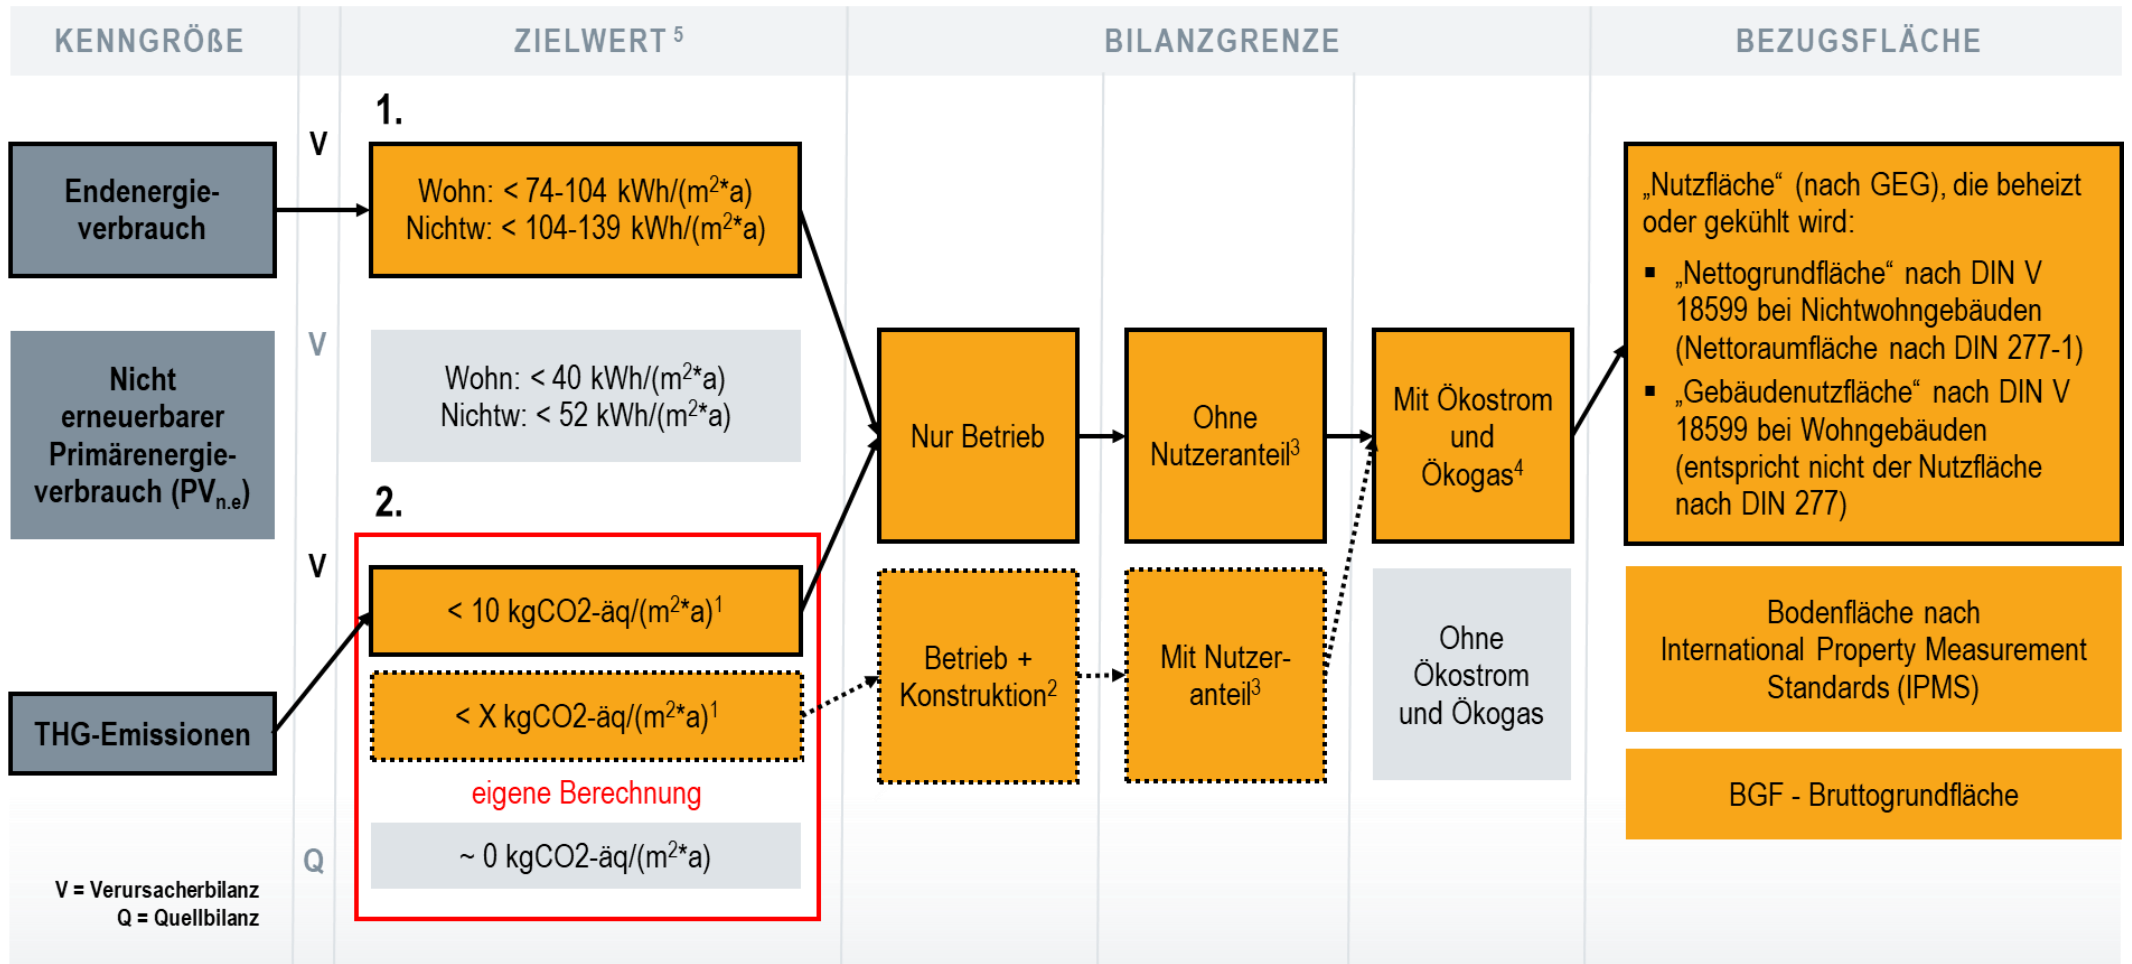 KENNGRÖßE
ZIELWERT 5
BILANZGRENZE
BEZUGSFLÄCHE
1.
V
Endenergie-
verbrauch
Wohn: < 74-104 kWh/(m2*a)
Nichtw: < 104-139 kWh/(m2*a)
V
Nicht
erneuerbarer
Primärenergie-
verbrauch (PVn.e)
Wohn: < 40 kWh/(m2*a)
Nichtw: < 52 kWh/(m2*a)
2.
V
THG-Emissionen
< 10 kgCO2-äq/(m2*a)1
< X kgCO2-äq/(m2*a)1
eigene Berechnung
Q
~ 0 kgCO2-äq/(m2*a)
V = Verursacherbilanz
Q = Quellbilanz
Nur Betrieb
Ohne
Nutzeranteil3
Mit Ökostrom
und
Ökogas4
Betrieb +
Konstruktion2
Mit Nutzer-
anteil3
Ohne
Ökostrom
und Ökogas
„Nutzfläche“ (nach GEG), die beheizt
oder gekühlt wird:
▪ „Nettogrundfläche“ nach DIN V
18599 bei Nichtwohngebäuden
(Nettoraumfläche nach DIN 277-1)
▪ „Gebäudenutzfläche“ nach DIN V
18599 bei Wohngebäuden
(entspricht nicht der Nutzfläche
nach DIN 277)
Bodenfläche nach
International Property Measurement
Standards (IPMS)
BGF - Bruttogrundfläche